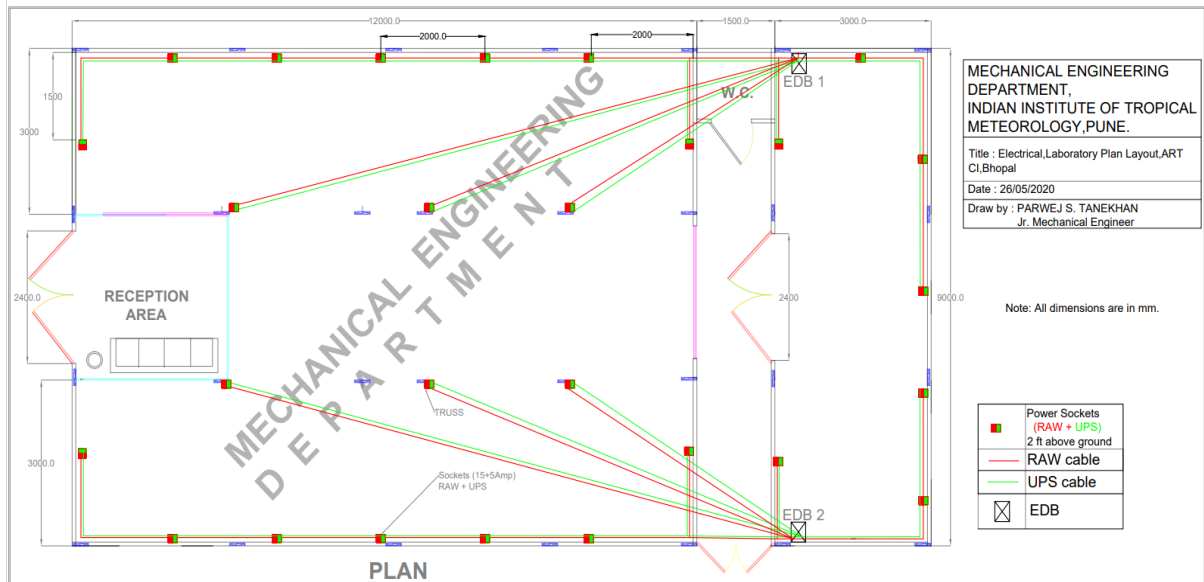 12000.0
1500.0
3000.0
2000.0
2000
EDB 1
W.C.
1500
3000
MECHANICAL ENGINEERING
DEPARTMENT
RECEPTION
AREA
2400.0
2400
9000.0
TRUSS
3000.0
Sockets (15+5Amp)
RAW + UPS
EDB 2
PLAN
MECHANICAL ENGINEERING
DEPARTMENT,
INDIAN INSTITUTE OF TROPICAL
METEOROLOGY,PUNE.
Title : Electrical,Laboratory Plan Layout,ART
CI,Bhopal
Date : 26/05/2020
Draw by : PARWEJ S. TANEKHAN
Jr. Mechanical Engineer
Note: All dimensions are in mm.
Power Sockets
(RAW + UPS)
2 ft above ground
RAW cable
UPS cable
EDB